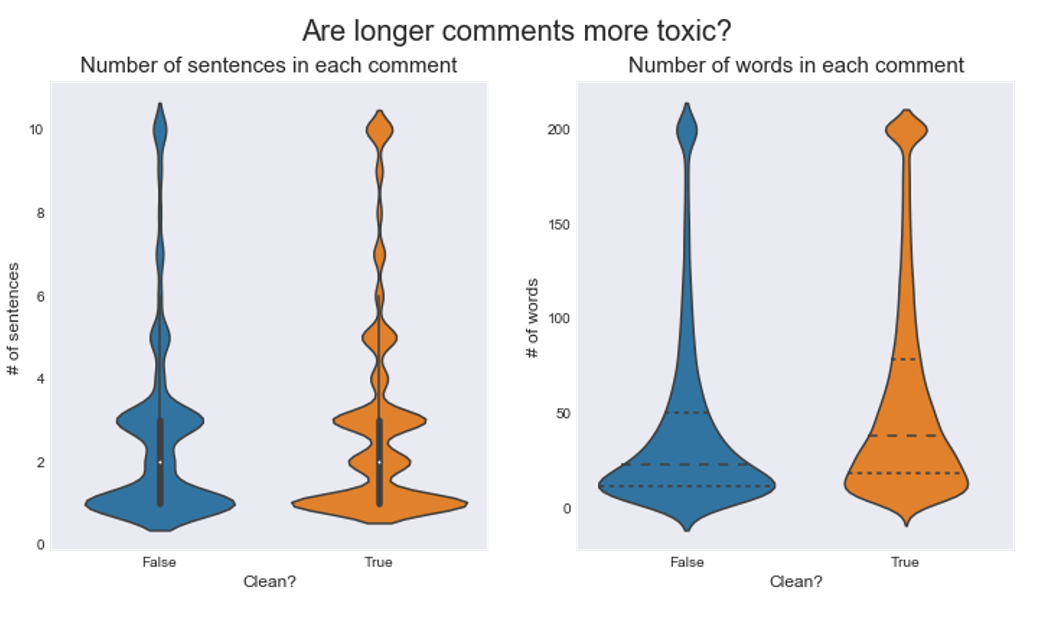 Are longer comments more toxic?
Number of sentences in each comment
# of sentences
10
8
6
4
2
0
False
True
Clean?
Number of words in each comment
# of words
200
150
100
50
0
False
True
Clean?